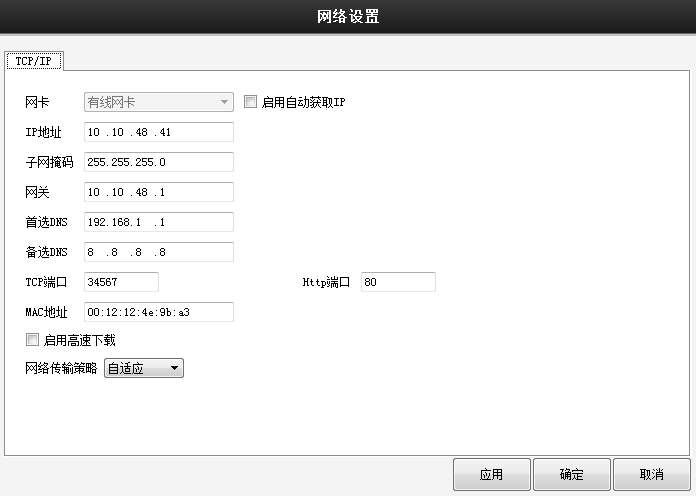 网络设置
TCP/IP
网卡 有线网卡 启用自动获取IP
IP地址 10 .10 .48 .41
子网掩码 255.255.255.0
网关 10 .10 .48 .1
首选DNS 192.168.1 .1
备选DNS 8 .8 .8 .8
TCP端口 34567 Http端口 80
MAC地址 00:12:12:4e:9b:a3
启用高速下载
网络传输策略 自适应
应用 确定 取消